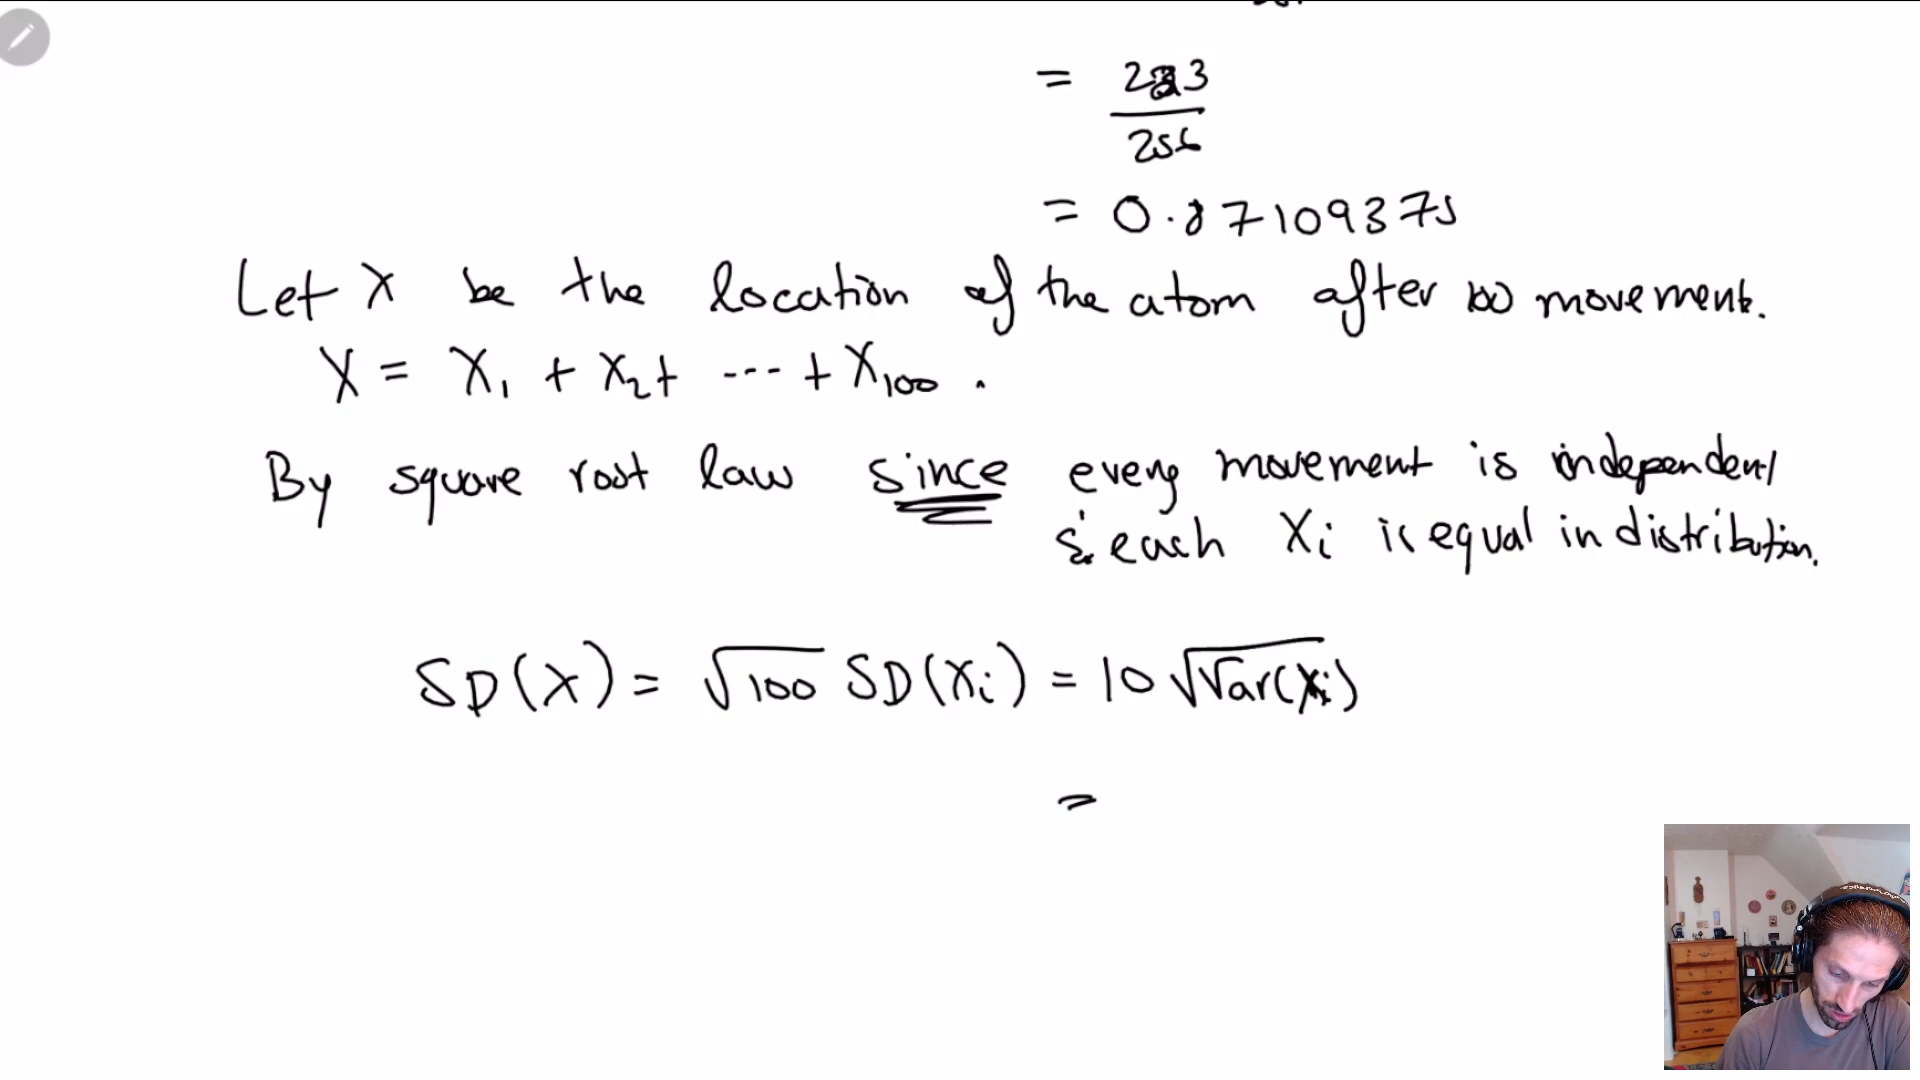 = 223
256
= 0.87109375
Let X be the location of the atom after 100 movement.
X = X₁ + X₂ + --- + X₁₀₀ .
By square root law since every movement is independent
& each Xᵢ is equal in distribution.
SD(X) = √100 SD(Xᵢ) = 10 √Var(Xᵢ)
=